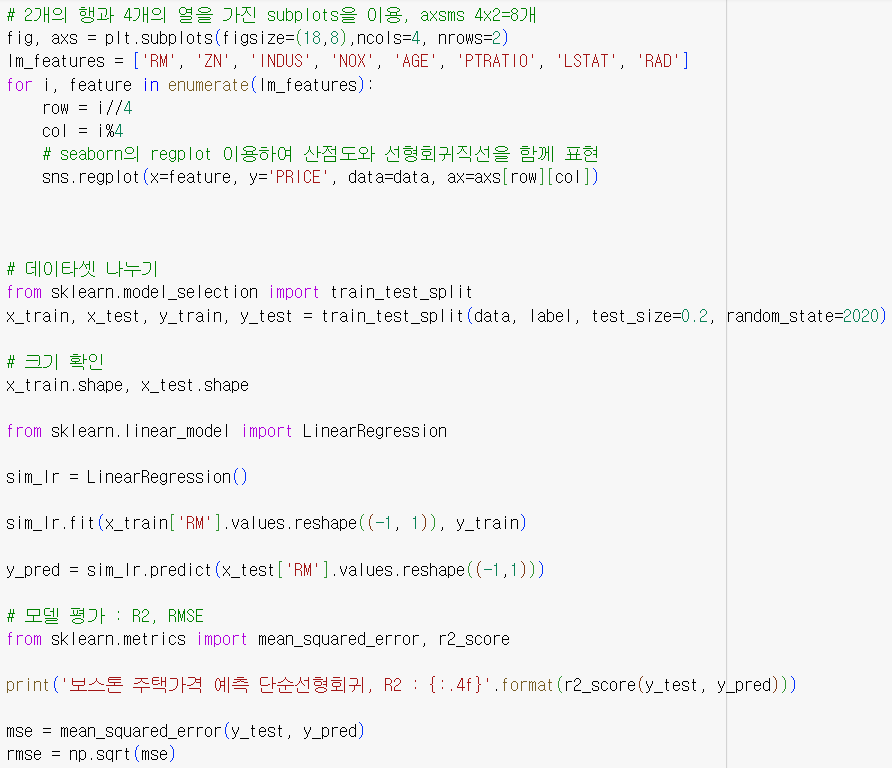 # 2개의 행과 4개의 열을 가진 subplots을 이용, axsms 4x2=8개
fig, axs = plt.subplots(figsize=(18,8),ncols=4, nrows=2)
lm_features = ['RM', 'ZN', 'INDUS', 'NOX', 'AGE', 'PTRATIO', 'LSTAT', 'RAD']
for i, feature in enumerate(lm_features):
    row = i//4
    col = i%4
    # seaborn의 regplot 이용하여 산점도와 선형회귀직선을 함께 표현
    sns.regplot(x=feature, y='PRICE', data=data, ax=axs[row][col])
# 데이타셋 나누기
from sklearn.model_selection import train_test_split
x_train, x_test, y_train, y_test = train_test_split(data, label, test_size=0.2, random_state=2020)
# 크기 확인
x_train.shape, x_test.shape
from sklearn.linear_model import LinearRegression
sim_lr = LinearRegression()
sim_lr.fit(x_train['RM'].values.reshape((-1, 1)), y_train)
y_pred = sim_lr.predict(x_test['RM'].values.reshape((-1,1)))
# 모델 평가 : R2, RMSE
from sklearn.metrics import mean_squared_error, r2_score
print('보스톤 주택가격 예측 단순선형회귀, R2 : {:.4f}'.format(r2_score(y_test, y_pred)))
mse = mean_squared_error(y_test, y_pred)
rmse = np.sqrt(mse)